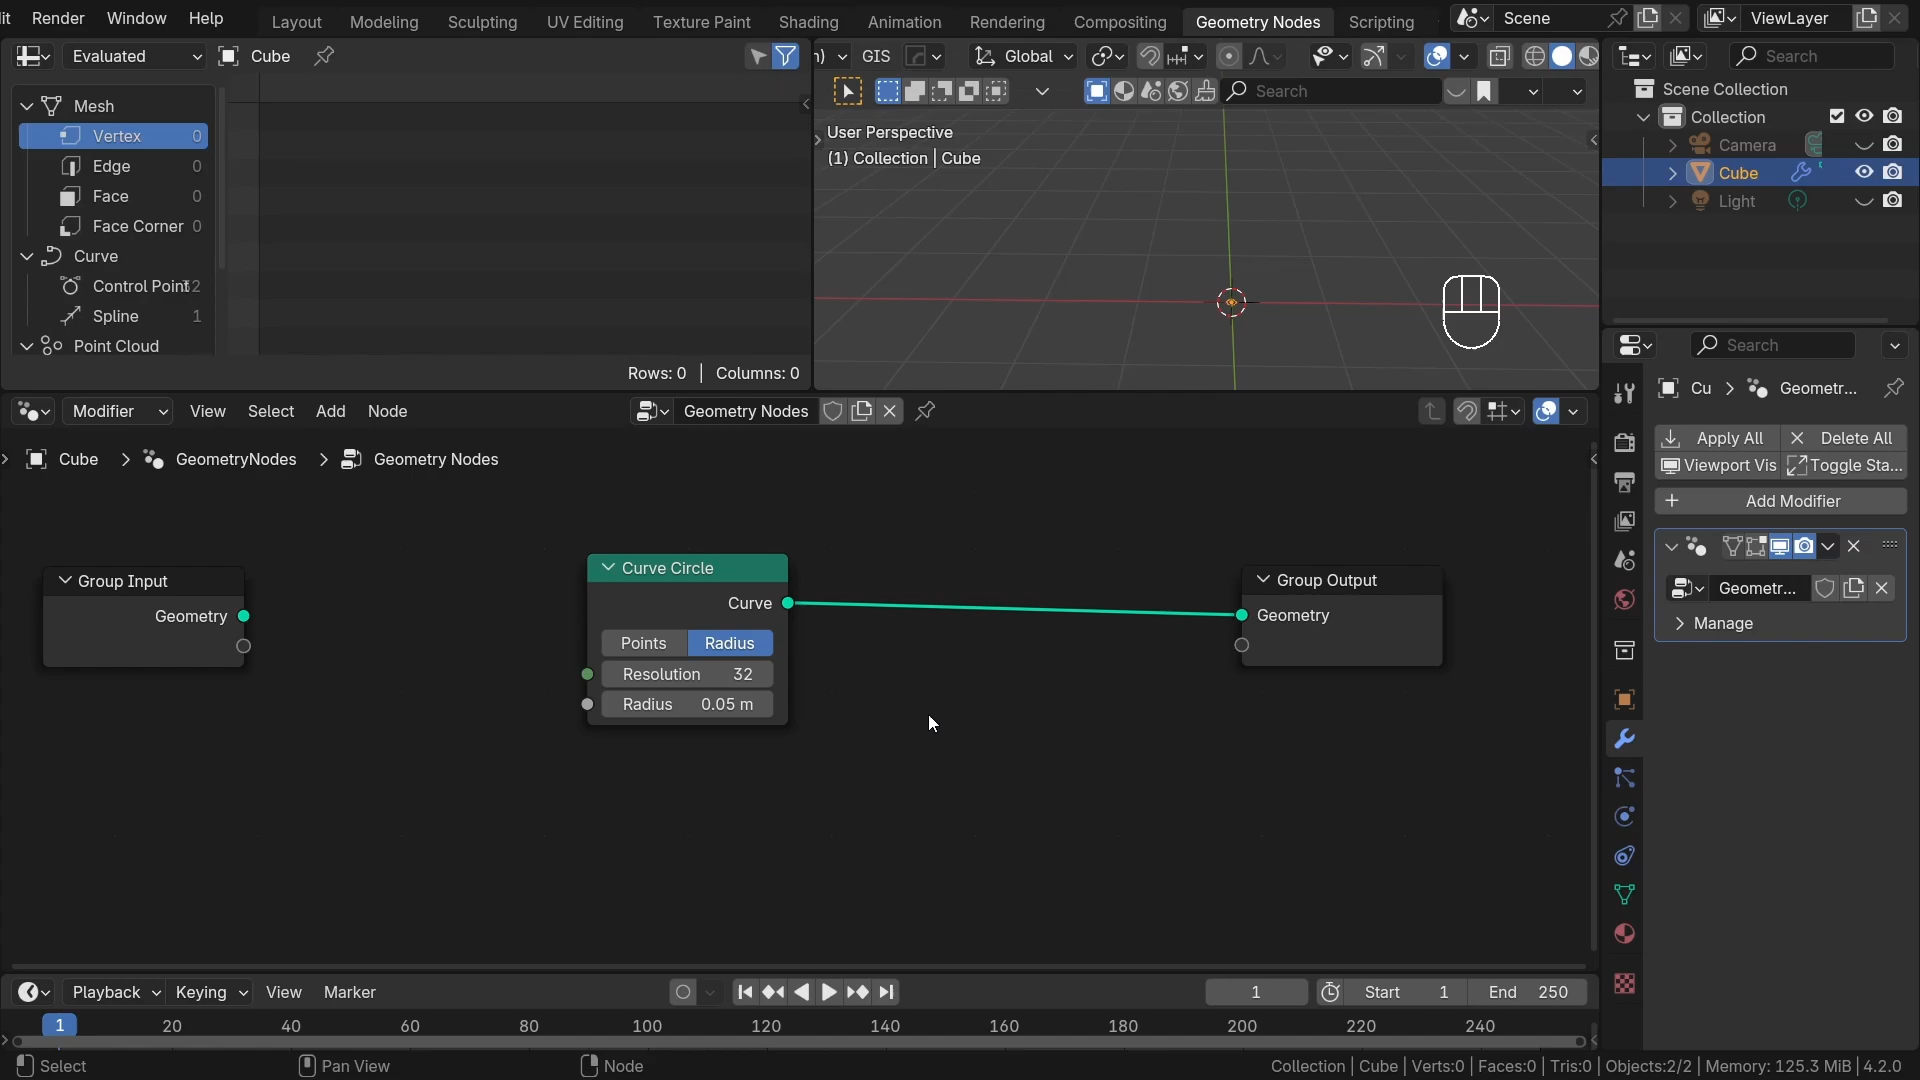 it Render Window Help
Layout Modeling Sculpting UV Editing Texture Paint Shading Animation Rendering Compositing Geometry Nodes Scripting
Scene
ViewLayer
Evaluated Cube
GIS Global
Search
Mesh
Vertex 0
Edge 0
Face 0
Face Corner 0
Curve
Control Point 2
Spline 1
Point Cloud
Rows: 0 | Columns: 0
Search
User Perspective
(1) Collection | Cube
Scene Collection
Collection
Camera
Cube
Light
Search
Cu Geometr...
Apply All Delete All
Viewport Vis Toggle Sta...
Add Modifier
Geometr...
Manage
Modifier View Select Add Node
Geometry Nodes
Cube > GeometryNodes > Geometry Nodes
Group Input
Geometry
Curve Circle
Curve
Points Radius
Resolution 32
Radius 0.05 m
Group Output
Geometry
Playback Keying View Marker
1
Start 1 End 250
1 20 40 60 80 100 120 140 160 180 200 220 240
Select Pan View Node
Collection | Cube | Verts:0 | Faces:0 | Tris:0 | Objects:2/2 | Memory: 125.3 MiB | 4.2.0